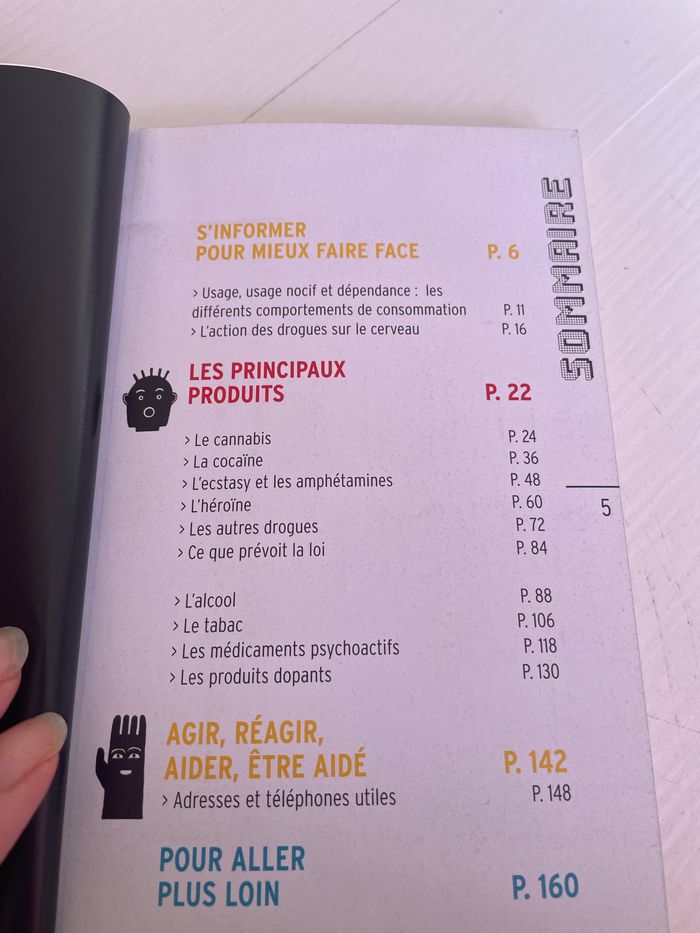 SOMMAIRE
S'INFORMER
POUR MIEUX FAIRE FACE P. 6
> Usage, usage nocif et dépendance : les
différents comportements de consommation P. 11
> L'action des drogues sur le cerveau P. 16
LES PRINCIPAUX
PRODUITS P. 22
> Le cannabis P. 24
> La cocaïne P. 36
> L'ecstasy et les amphétamines P. 48
> L'héroïne P. 60
> Les autres drogues P. 72
> Ce que prévoit la loi P. 84
> L'alcool P. 88
> Le tabac P. 106
> Les médicaments psychoactifs P. 118
> Les produits dopants P. 130
AGIR, RÉAGIR,
AIDER, ÊTRE AIDÉ P. 142
> Adresses et téléphones utiles P. 148
POUR ALLER
PLUS LOIN P. 160
5